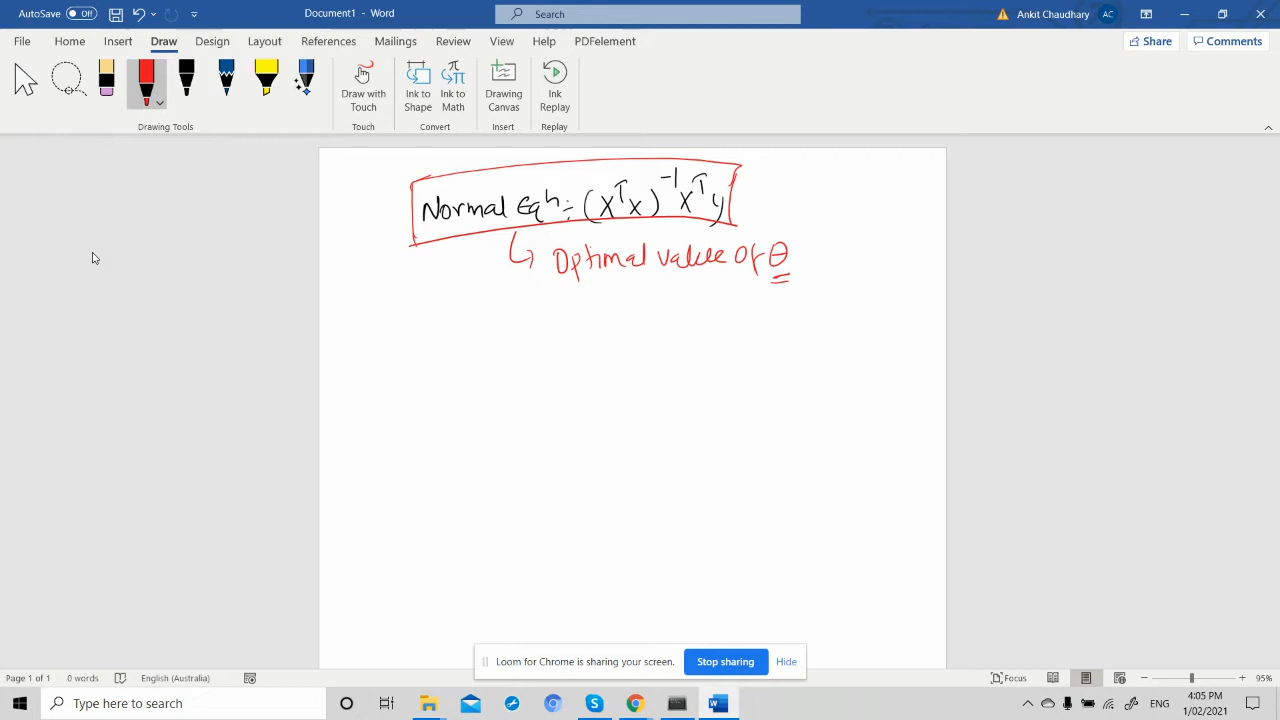 AutoSave Off Document1 - Word Search Ankit Chaudhary AC
File Home Insert Draw Design Layout References Mailings Review View Help PDFelement Share Comments
Draw with Touch
Ink to Shape
Ink to Math
Drawing Canvas
Ink Replay
Drawing Tools Touch Convert Insert Replay
Normal Eqn :- (XᵀX)⁻¹Xᵀy
↳ Optimal value of θ
Loom for Chrome is sharing your screen. Stop sharing Hide
Page 1 of 1 0 words English (Australia) Focus 95%
Type here to search ENG 4:05 PM
1/02/2021